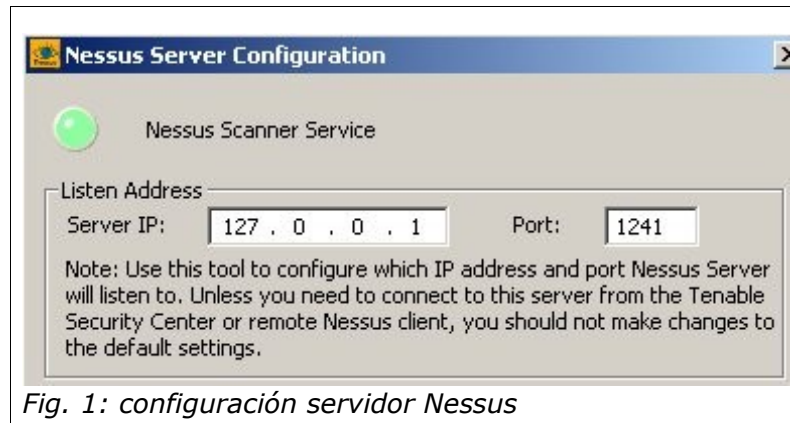 Nessus Server Configuration
Nessus Scanner Service
Listen Address
Server IP: 127 . 0 . 0 . 1 Port: 1241
Note: Use this tool to configure which IP address and port Nessus Server
will listen to. Unless you need to connect to this server from the Tenable
Security Center or remote Nessus client, you should not make changes to
the default settings.
Fig. 1: configuración servidor Nessus